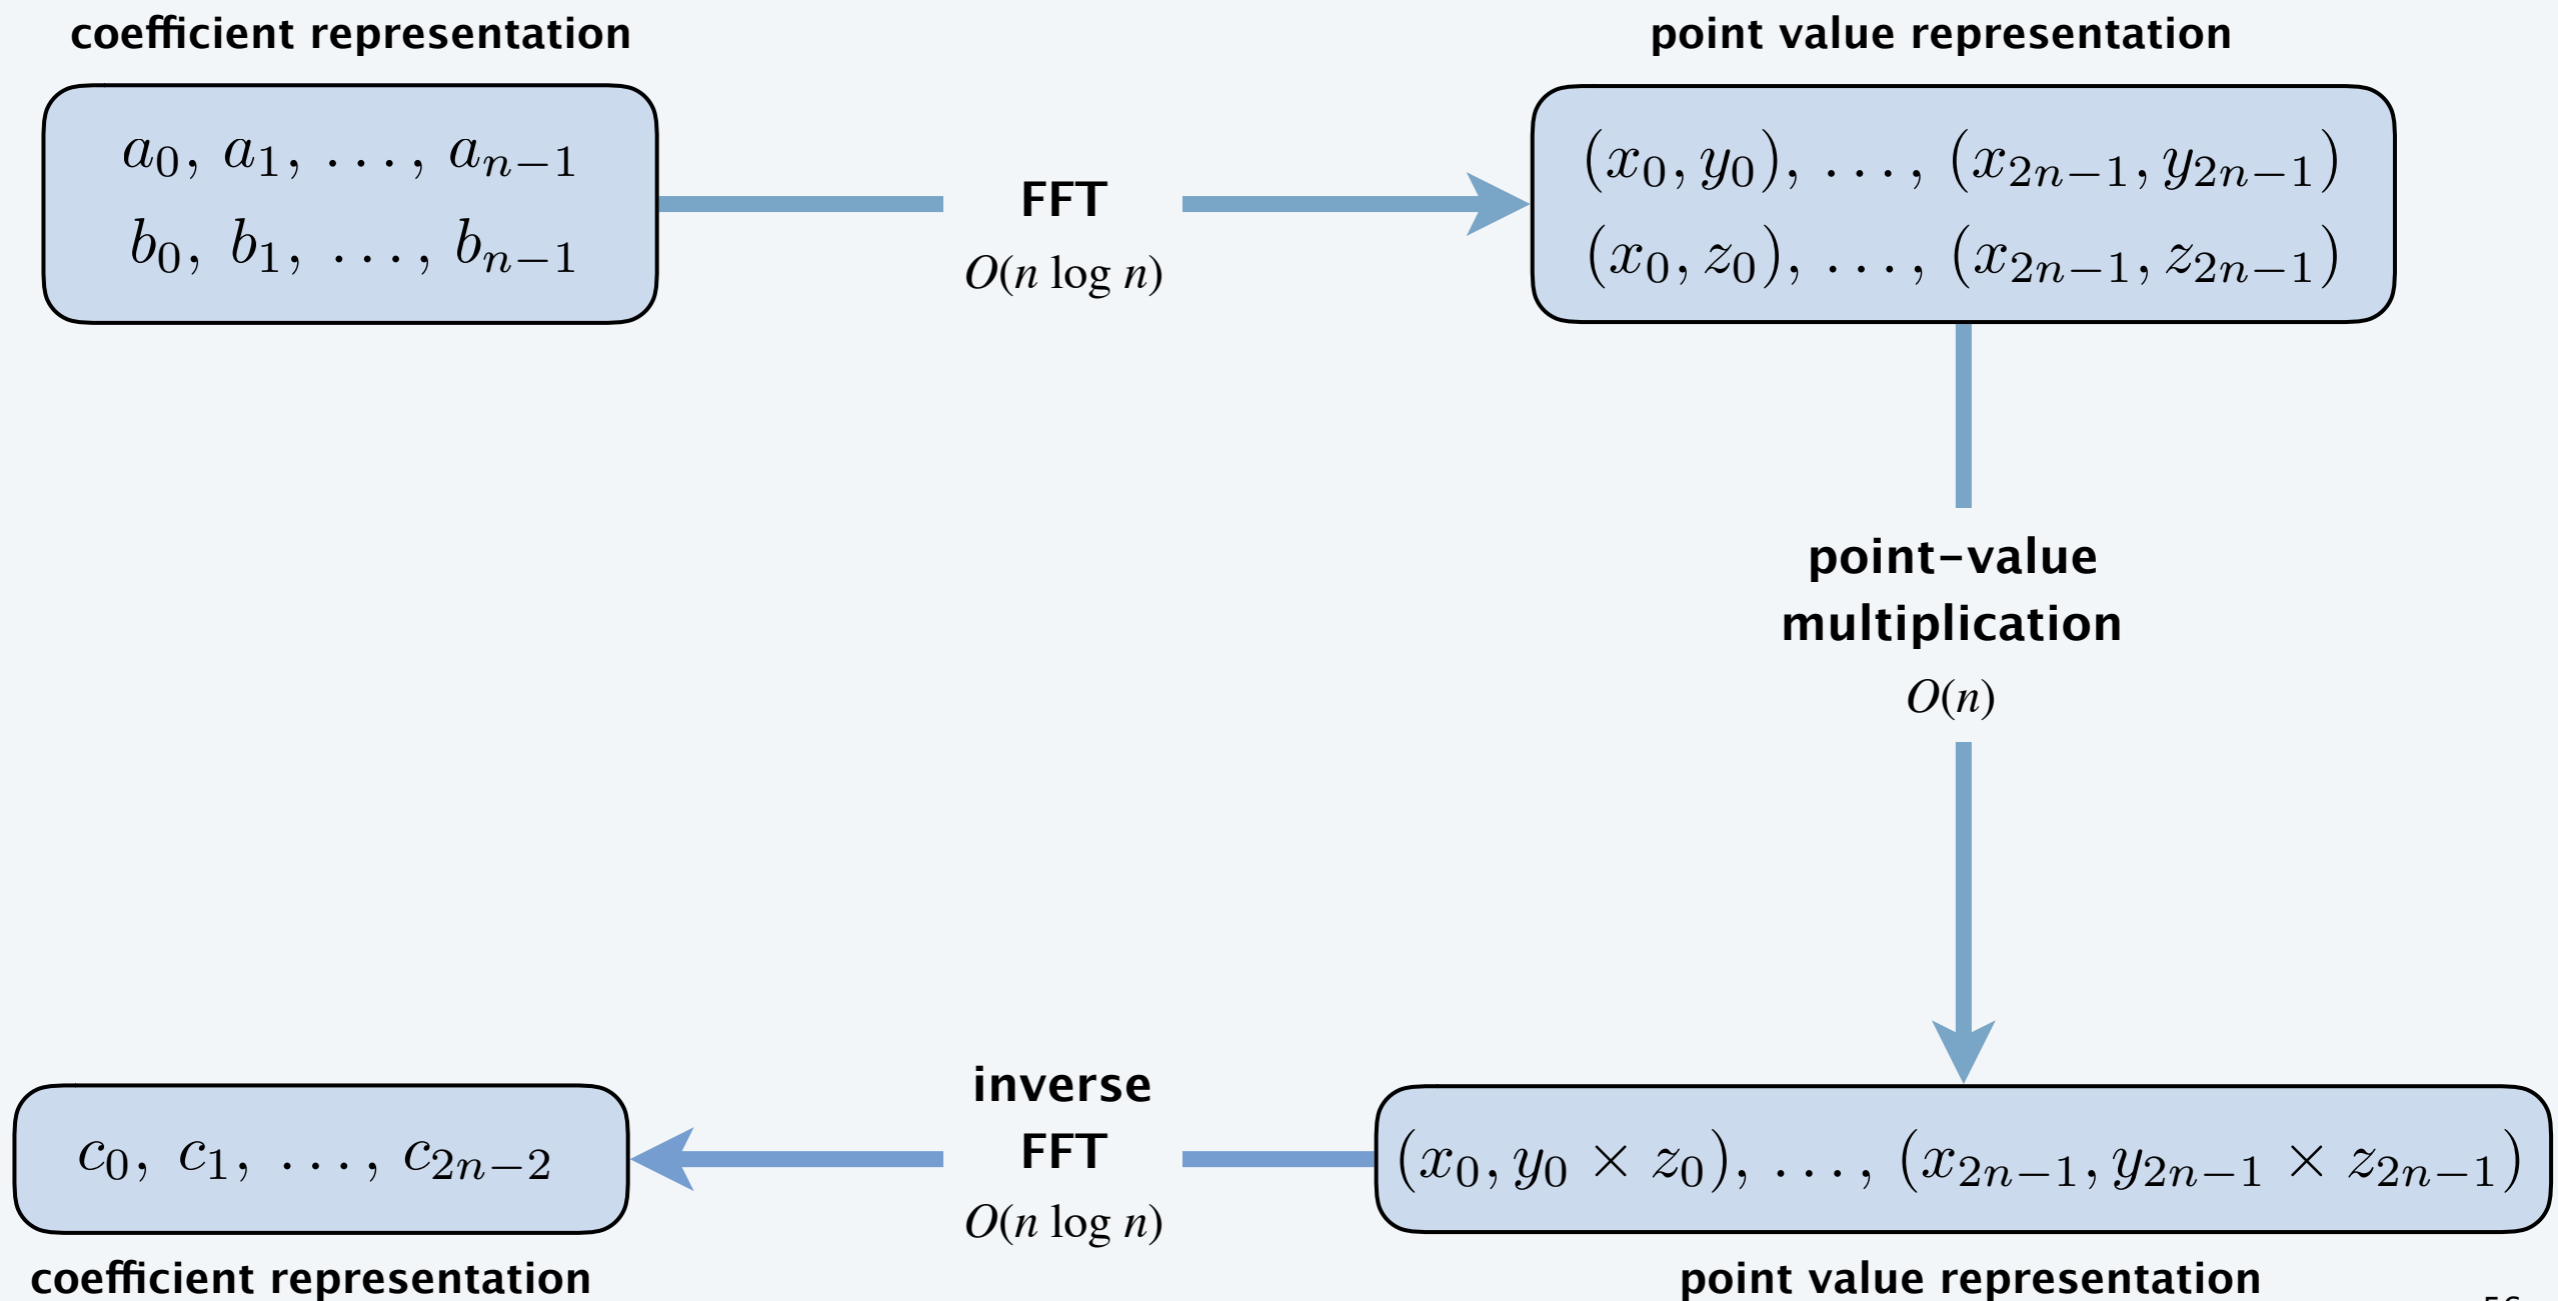 coefficient representation
point value representation
a₀, a₁, …, aₙ₋₁
b₀, b₁, …, bₙ₋₁
FFT
O(n log n)
(x₀, y₀), …, (x₂ₙ₋₁, y₂ₙ₋₁)
(x₀, z₀), …, (x₂ₙ₋₁, z₂ₙ₋₁)
point-value
multiplication
O(n)
c₀, c₁, …, c₂ₙ₋₂
inverse
FFT
O(n log n)
(x₀, y₀ × z₀), …, (x₂ₙ₋₁, y₂ₙ₋₁ × z₂ₙ₋₁)
coefficient representation
point value representation